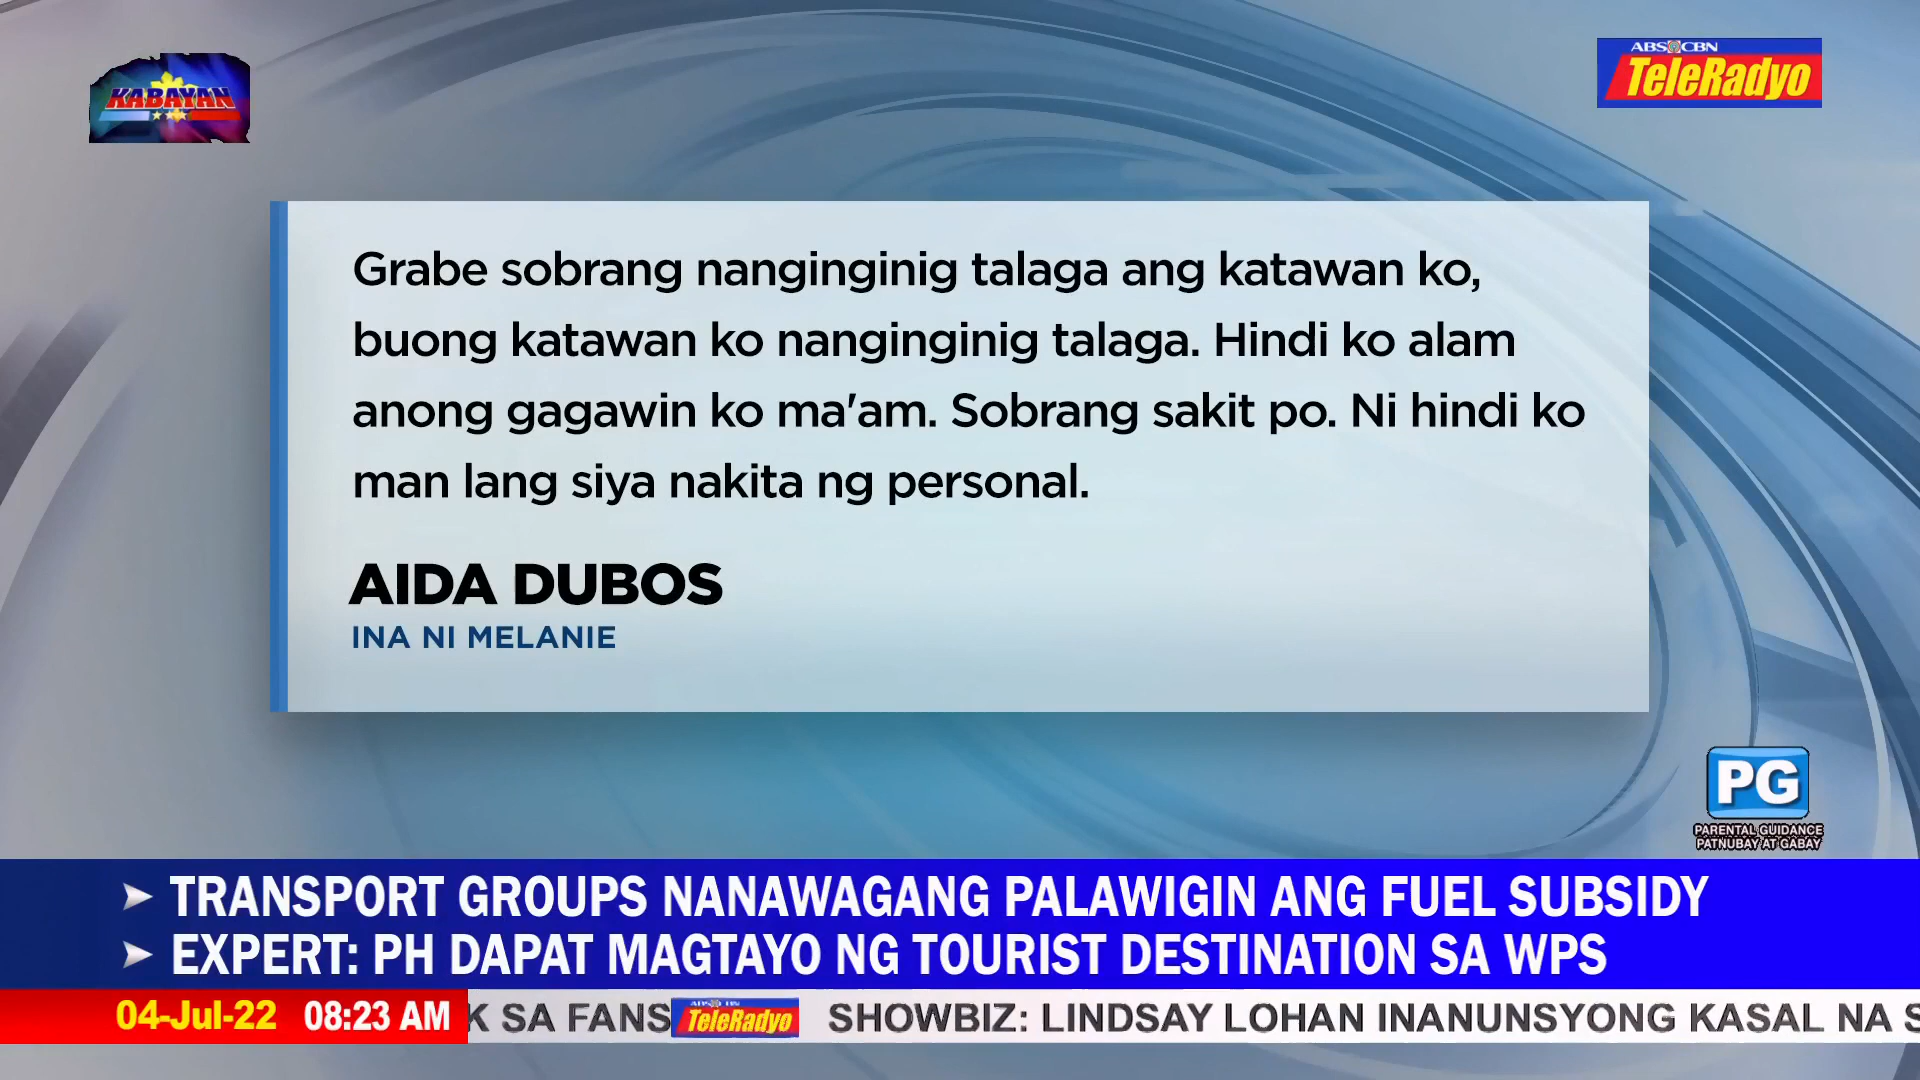 KABAYAN
ABS-CBN
TeleRadyo
Grabe sobrang nanginginig talaga ang katawan ko,
buong katawan ko nanginginig talaga. Hindi ko alam
anong gagawin ko ma'am. Sobrang sakit po. Ni hindi ko
man lang siya nakita ng personal.
AIDA DUBOS
INA NI MELANIE
PG
PARENTAL GUIDANCE
PATNUBAY AT GABAY
TRANSPORT GROUPS NANAWAGANG PALAWIGIN ANG FUEL SUBSIDY
EXPERT: PH DAPAT MAGTAYO NG TOURIST DESTINATION SA WPS
04-Jul-22 08:23 AM K SA FANS ABS-CBN TeleRadyo SHOWBIZ: LINDSAY LOHAN INANUNSYONG KASAL NA S